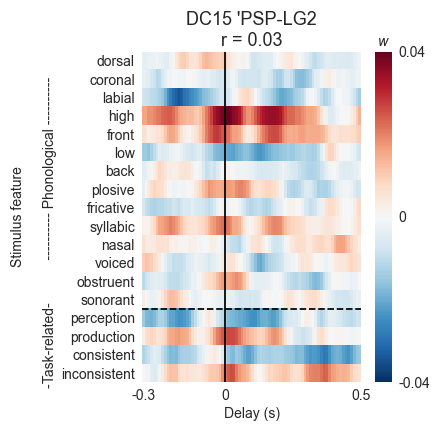 DC15 'PSP-LG2
r = 0.03
w
dorsal
coronal
labial
high
front
low
back
plosive
fricative
syllabic
nasal
voiced
obstruent
sonorant
perception
production
consistent
inconsistent
Stimulus feature
-Task-related- ---------- Phonological ----------
0.04
0
-0.04
-0.3
0
0.5
Delay (s)